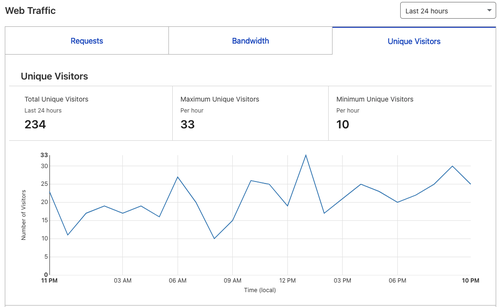 Web Traffic
Last 24 hours
Requests
Bandwidth
Unique Visitors
Unique Visitors
Total Unique Visitors
Last 24 hours
234
Maximum Unique Visitors
Per hour
33
Minimum Unique Visitors
Per hour
10
Number of Visitors
33
30
25
20
15
10
5
0
11 PM
03 AM
06 AM
09 AM
12 PM
03 PM
06 PM
10 PM
Time (local)